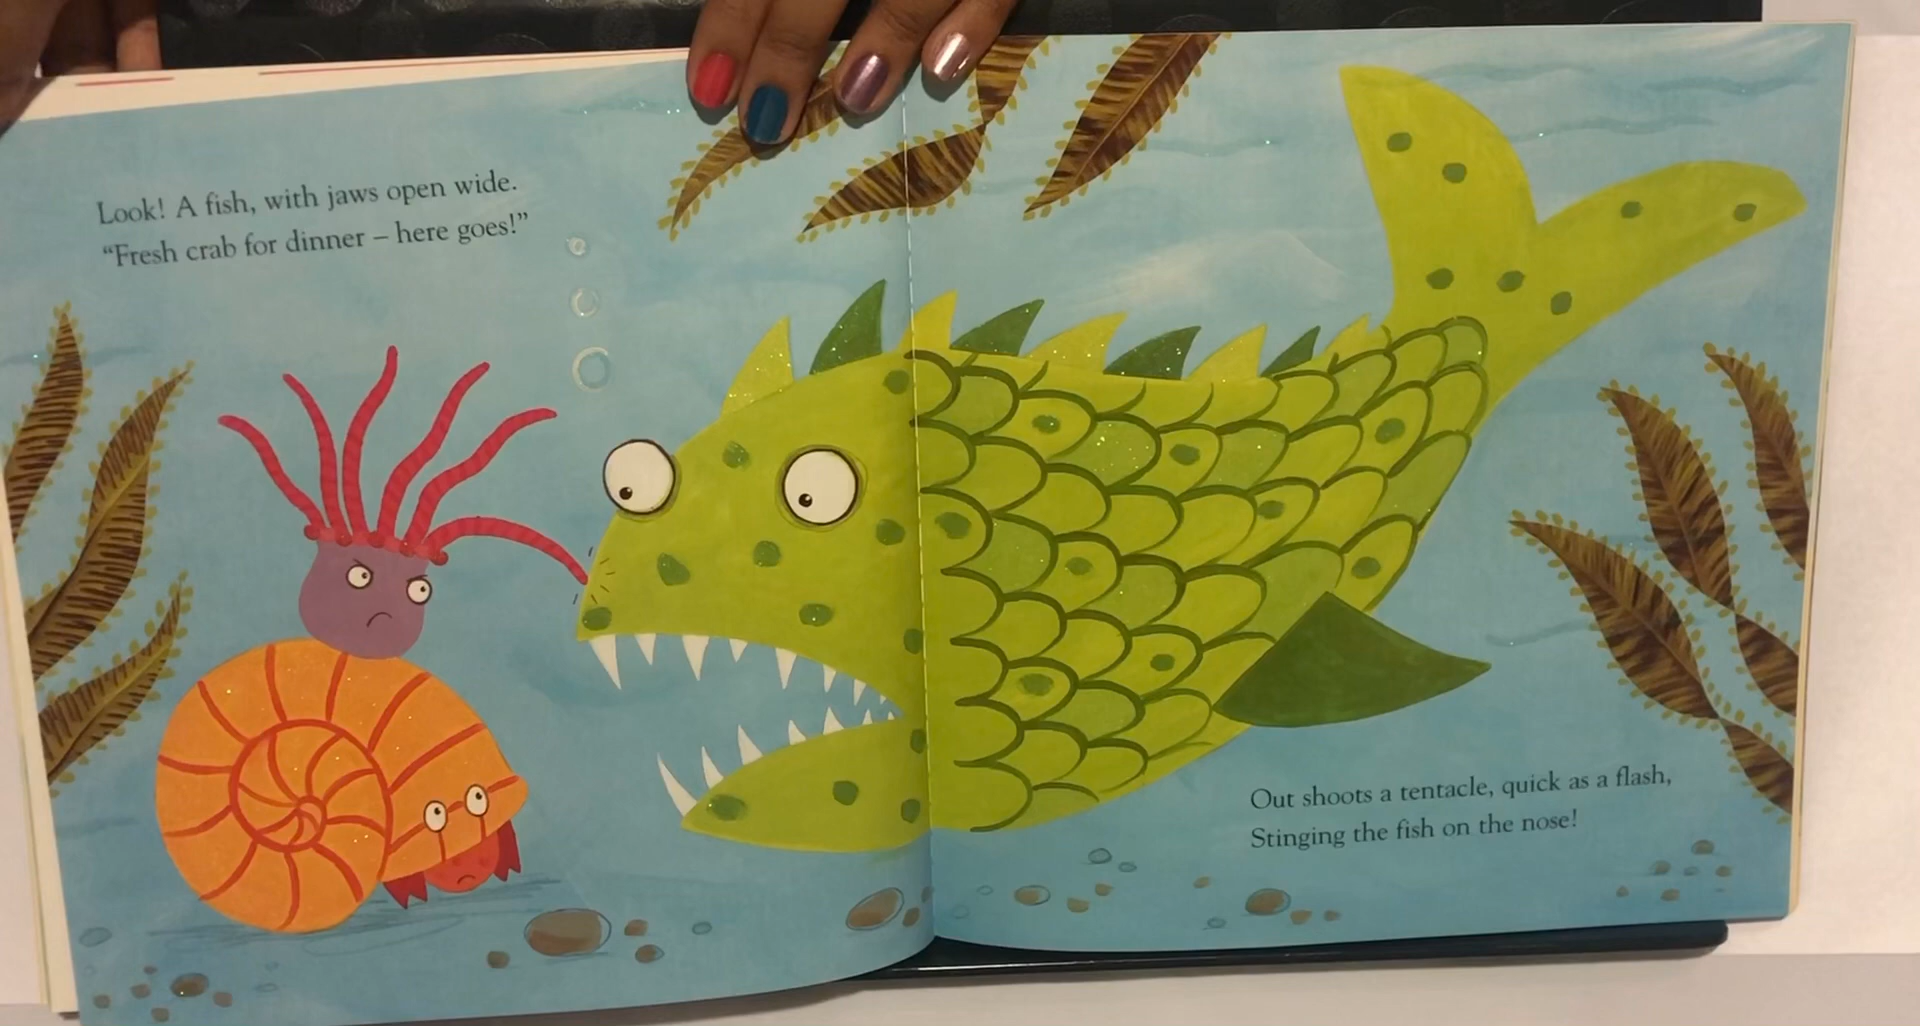 Look! A fish, with jaws open wide.
“Fresh crab for dinner – here goes!”
Out shoots a tentacle, quick as a flash,
Stinging the fish on the nose!